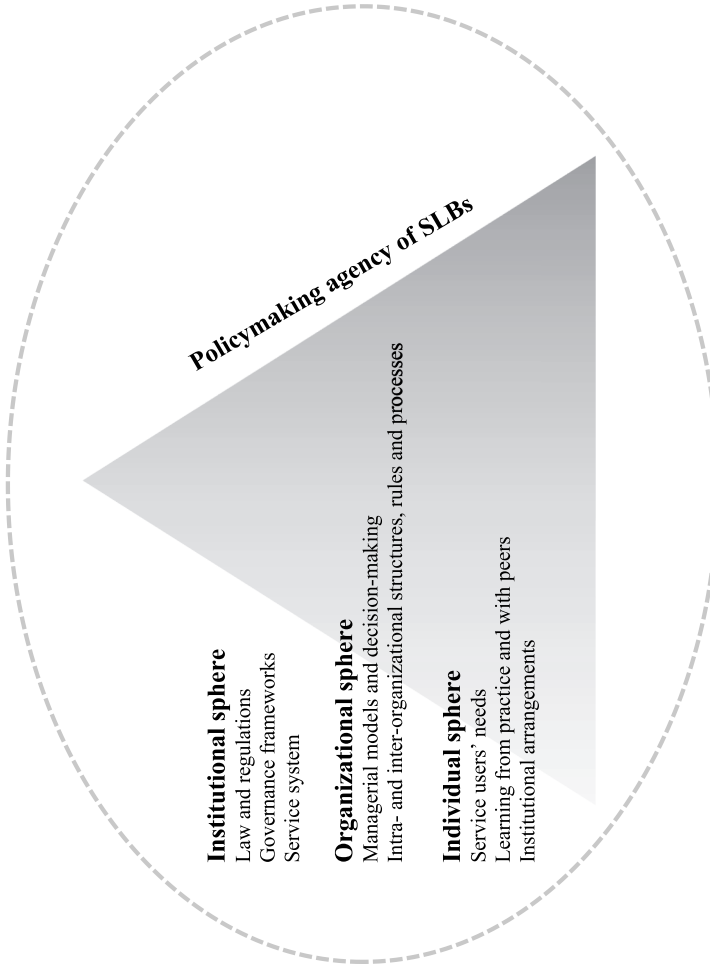 Institutional sphere
Law and regulations
Governance frameworks
Service system
Organizational sphere
Managerial models and decision-making
Intra- and inter-organizational structures, rules and processes
Individual sphere
Service users’ needs
Learning from practice and with peers
Institutional arrangements
Policymaking agency of SLBs